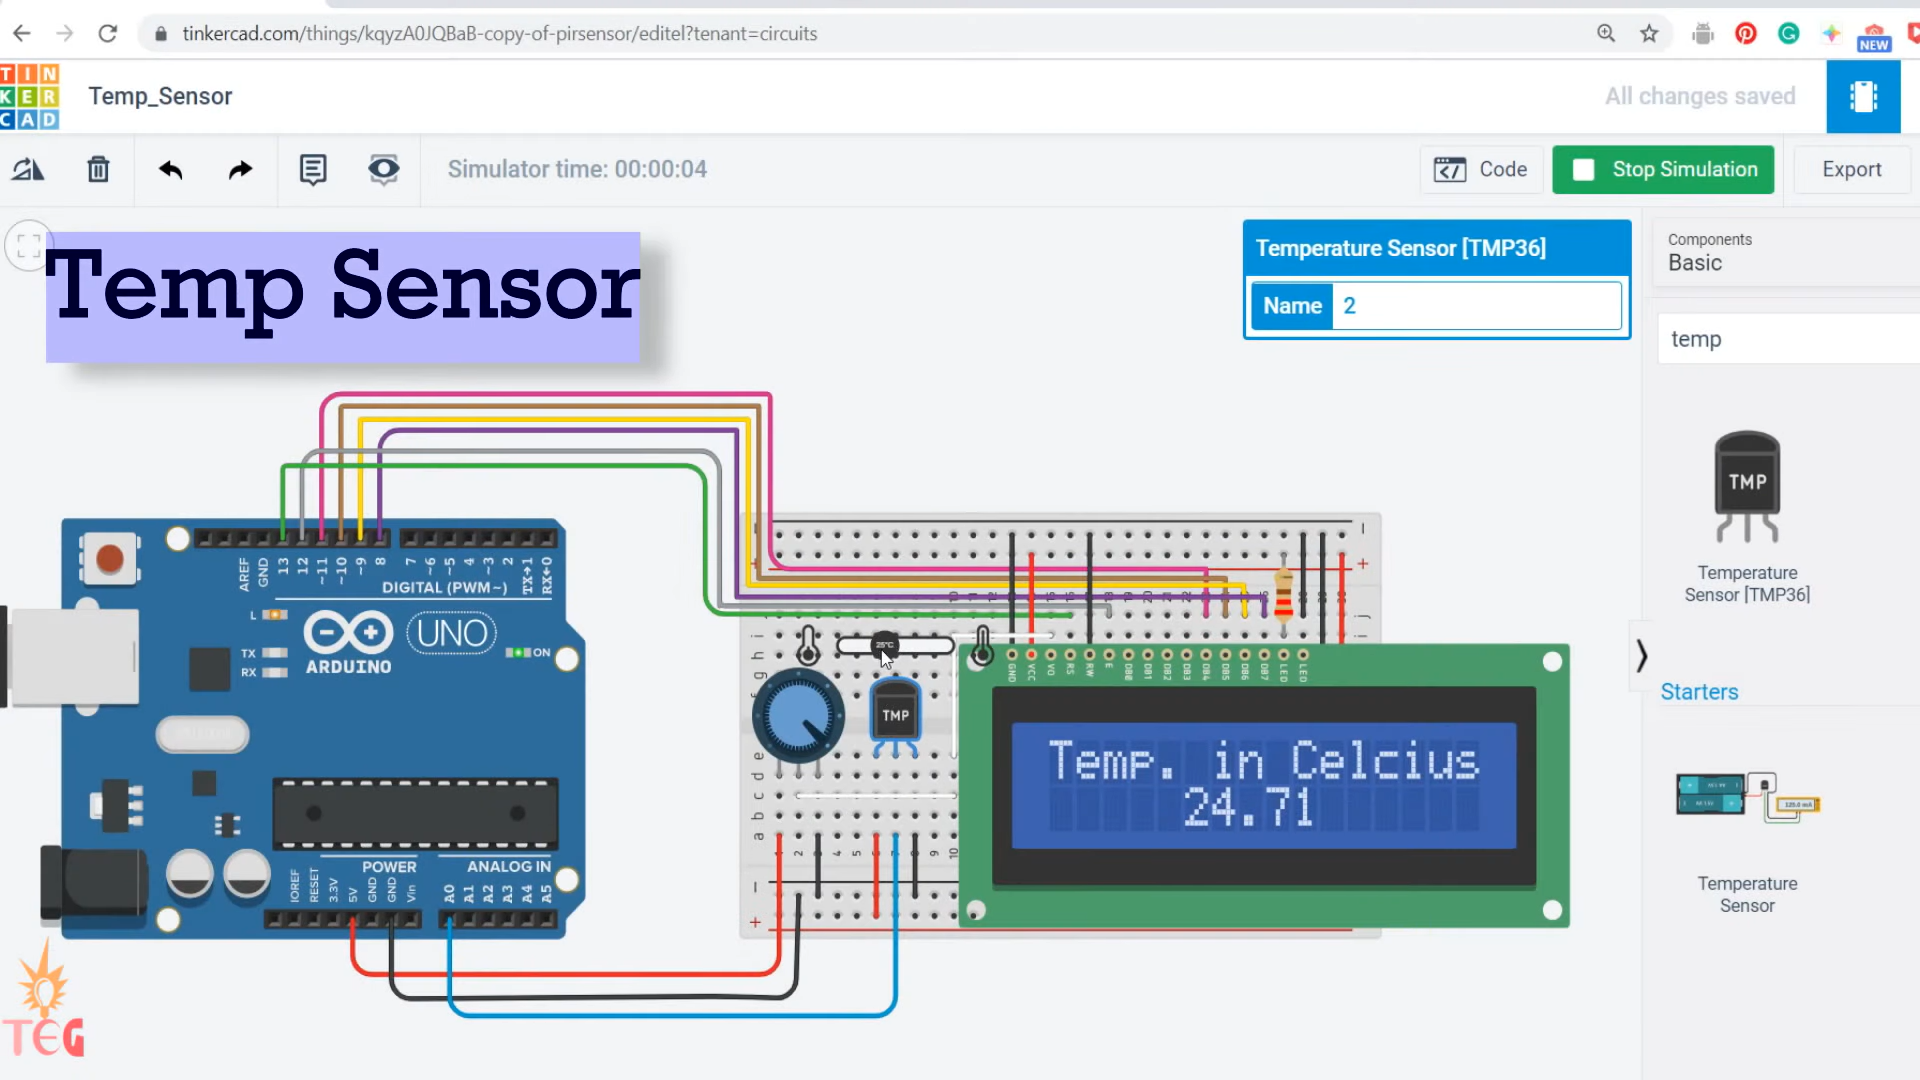 tinkercad.com/things/kqyzA0JQBaB-copy-of-pirsensor/editel?tenant=circuits
NEW
TIN
KER
CAD
Temp_Sensor
All changes saved
Simulator time: 00:00:04
Code
Stop Simulation
Export
Temp Sensor
Temperature Sensor [TMP36]
Name 2
Components
Basic
temp
TMP
Temperature
Sensor [TMP36]
Starters
Temperature
Sensor
AREF
GND
13
12
~11
~10
~9
8
7
~6
~5
4
~3
2
TX→1
RX←0
DIGITAL (PWM~)
L
TX
RX
UNO
ARDUINO
ON
POWER
ANALOG IN
IOREF
RESET
3.3V
5V
GND
GND
Vin
A0
A1
A2
A3
A4
A5
25°C
TMP
GND
VCC
VO
RS
RW
E
DB0
DB1
DB2
DB3
DB4
DB5
DB6
DB7
LED
LED
Temp. in Celcius
24.71
TEG